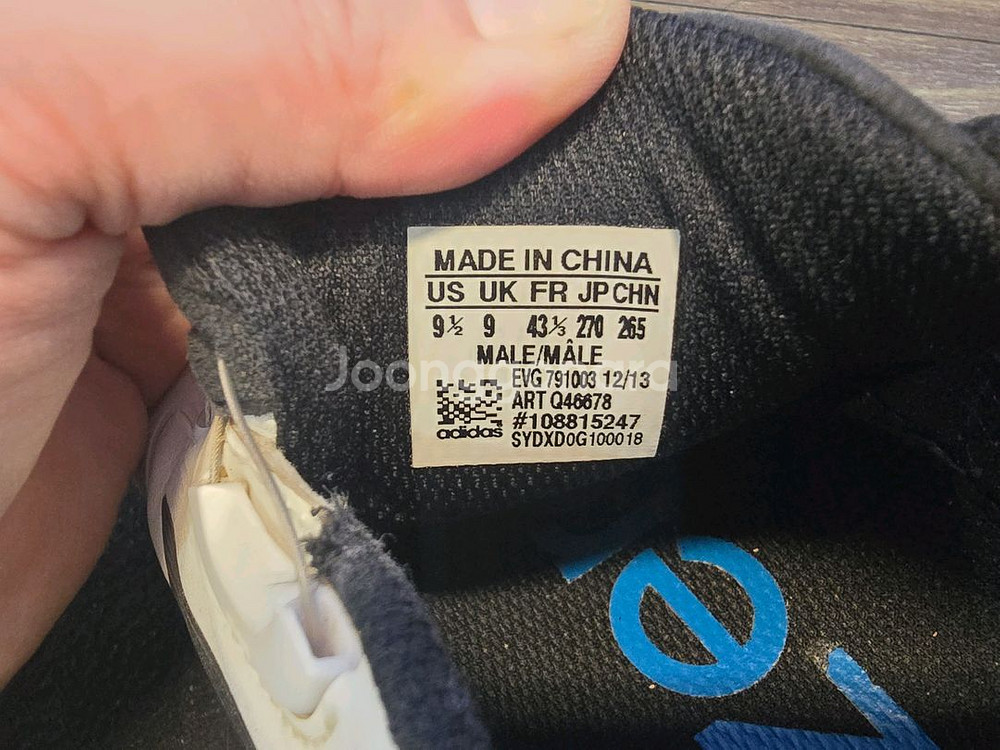 MADE IN CHINA
US UK FR JP CHN
9½ 9 43⅓ 270 265
MALE/MÂLE
EVG 791003 12/13
ART Q46678
#108815247
adidas
SYDXD0G100018